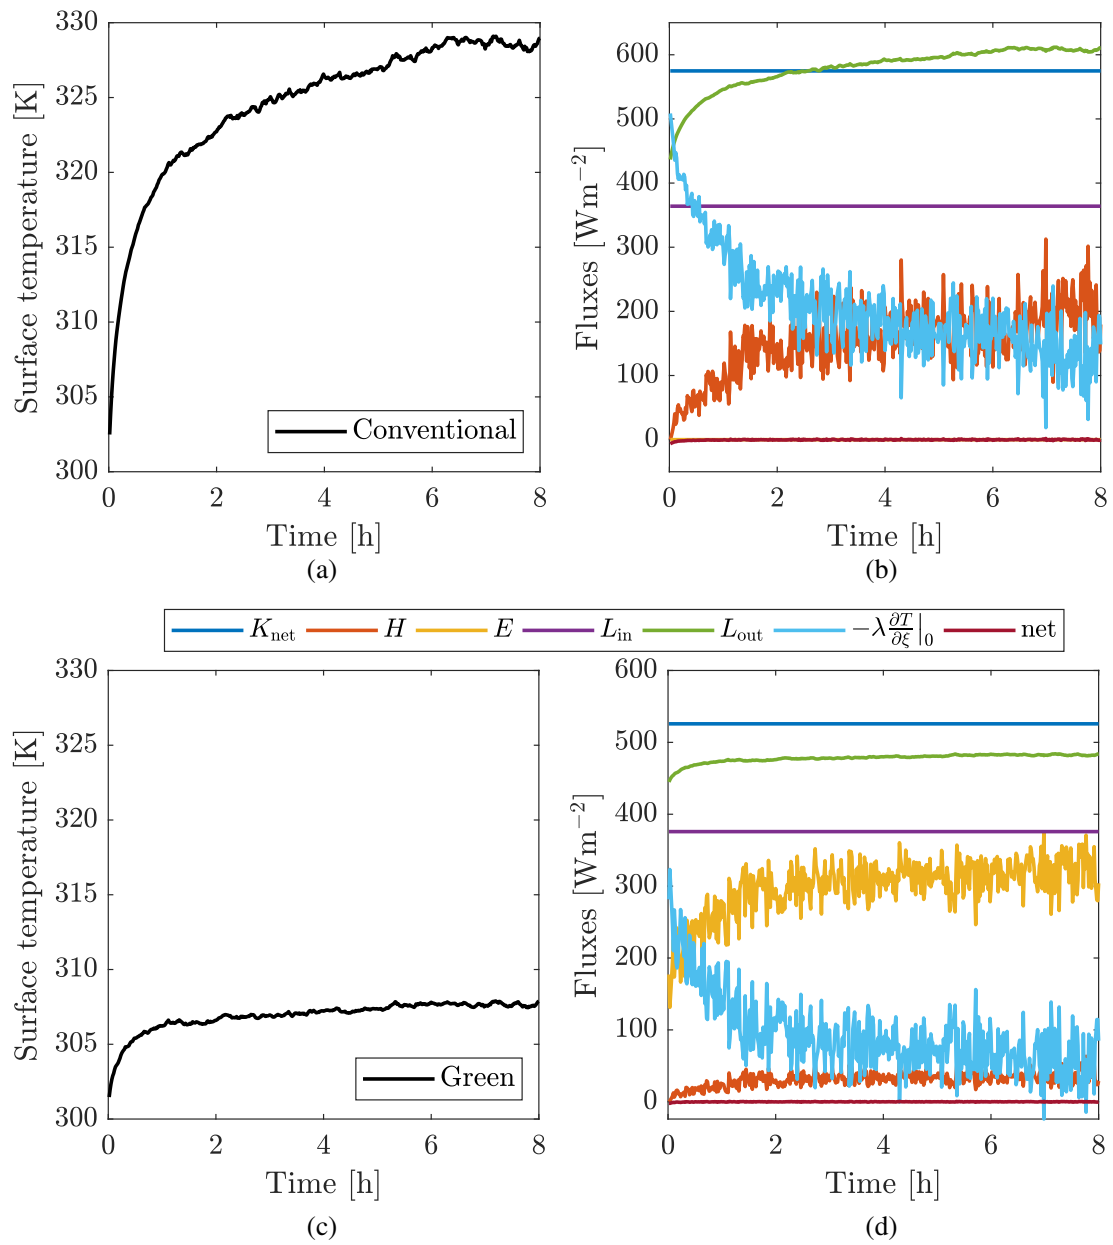 330
325
320
315
310
305
300
Surface temperature [K]
Conventional
0 2 4 6 8
Time [h]
(a)
600
500
400
300
200
100
0
Fluxes [Wm−2]
0 2 4 6 8
Time [h]
(b)
Knet H E Lin Lout −λ ∂T/∂ξ |0 net
330
325
320
315
310
305
300
Surface temperature [K]
Green
0 2 4 6 8
Time [h]
(c)
600
500
400
300
200
100
0
Fluxes [Wm−2]
0 2 4 6 8
Time [h]
(d)